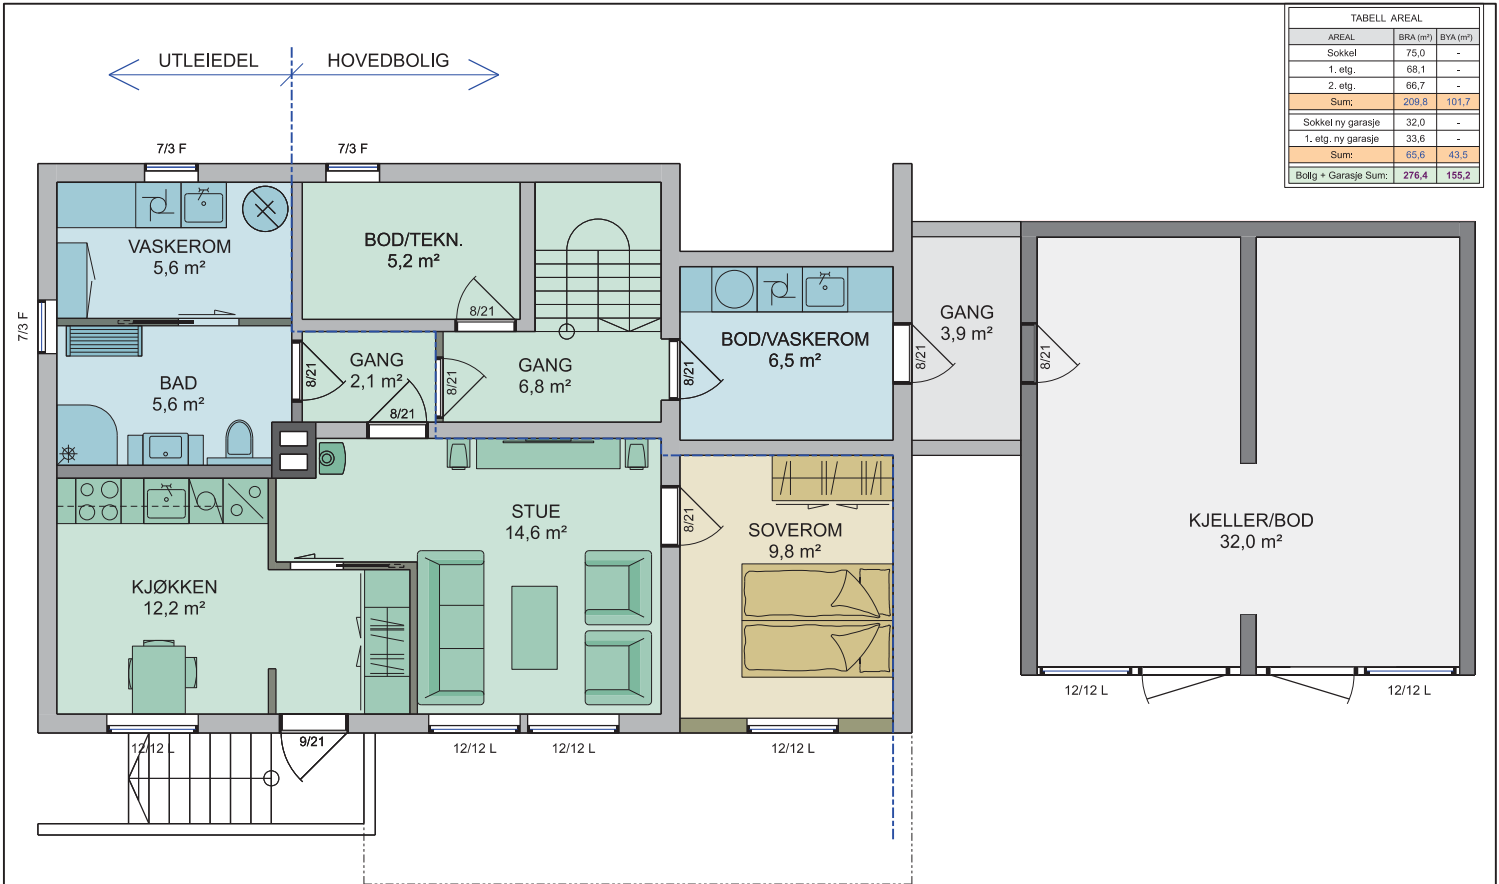 TABELL AREAL
AREAL BRA (m²) BYA (m²)
Sokkel 75,0 -
1. etg. 68,1 -
2. etg. 66,7 -
Sum: 209,8 101,7
Sokkel ny garasje 32,0 -
1. etg. ny garasje 33,6 -
Sum: 65,6 43,5
Bolig + Garasje Sum: 276,4 155,2
UTLEIEDEL HOVEDBOLIG
7/3 F
7/3 F
VASKEROM
5,6 m²
BOD/TEKN.
5,2 m²
8/21
7/3 F
BAD
5,6 m²
8/21
GANG
2,1 m²
8/21
8/21
GANG
6,8 m²
8/21
BOD/VASKEROM
6,5 m²
8/21
GANG
3,9 m²
8/21
KJØKKEN
12,2 m²
STUE
14,6 m²
8/21
SOVEROM
9,8 m²
KJELLER/BOD
32,0 m²
12/12 L
9/21
12/12 L
12/12 L
12/12 L
12/12 L
12/12 L